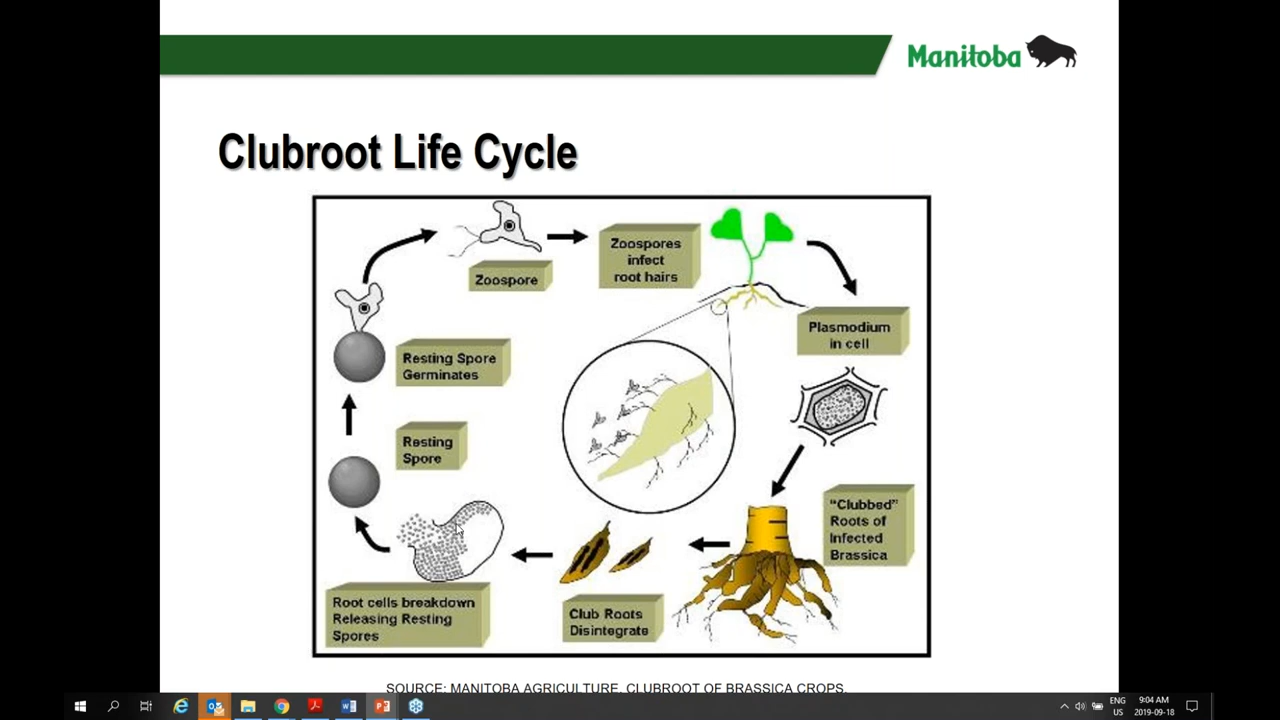 Manitoba
Clubroot Life Cycle
Zoospore
Zoospores
infect
root hairs
Plasmodium
in cell
Resting Spore
Germinates
Resting
Spore
"Clubbed"
Roots of
Infected
Brassica
Root cells breakdown
Releasing Resting
Spores
Club Roots
Disintegrate
SOURCE: MANITOBA AGRICULTURE, CLUBROOT OF BRASSICA CROPS.
ENG
US
9:04 AM
2019-09-18